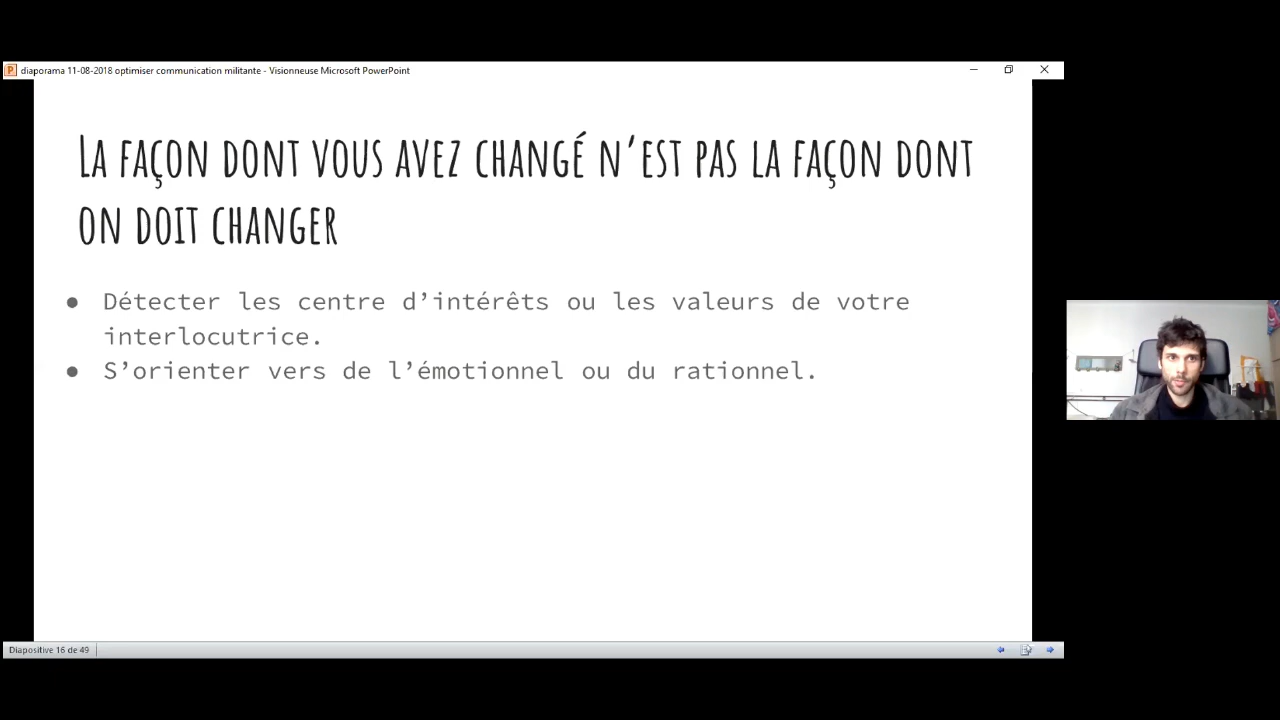 diaporama 11-08-2018 optimiser communication militante - Visionneuse Microsoft PowerPoint
La façon dont vous avez changé n'est pas la façon dont
on doit changer
● Détecter les centre d'intérêts ou les valeurs de votre
interlocutrice.
● S'orienter vers de l'émotionnel ou du rationnel.
Diapositive 16 de 49